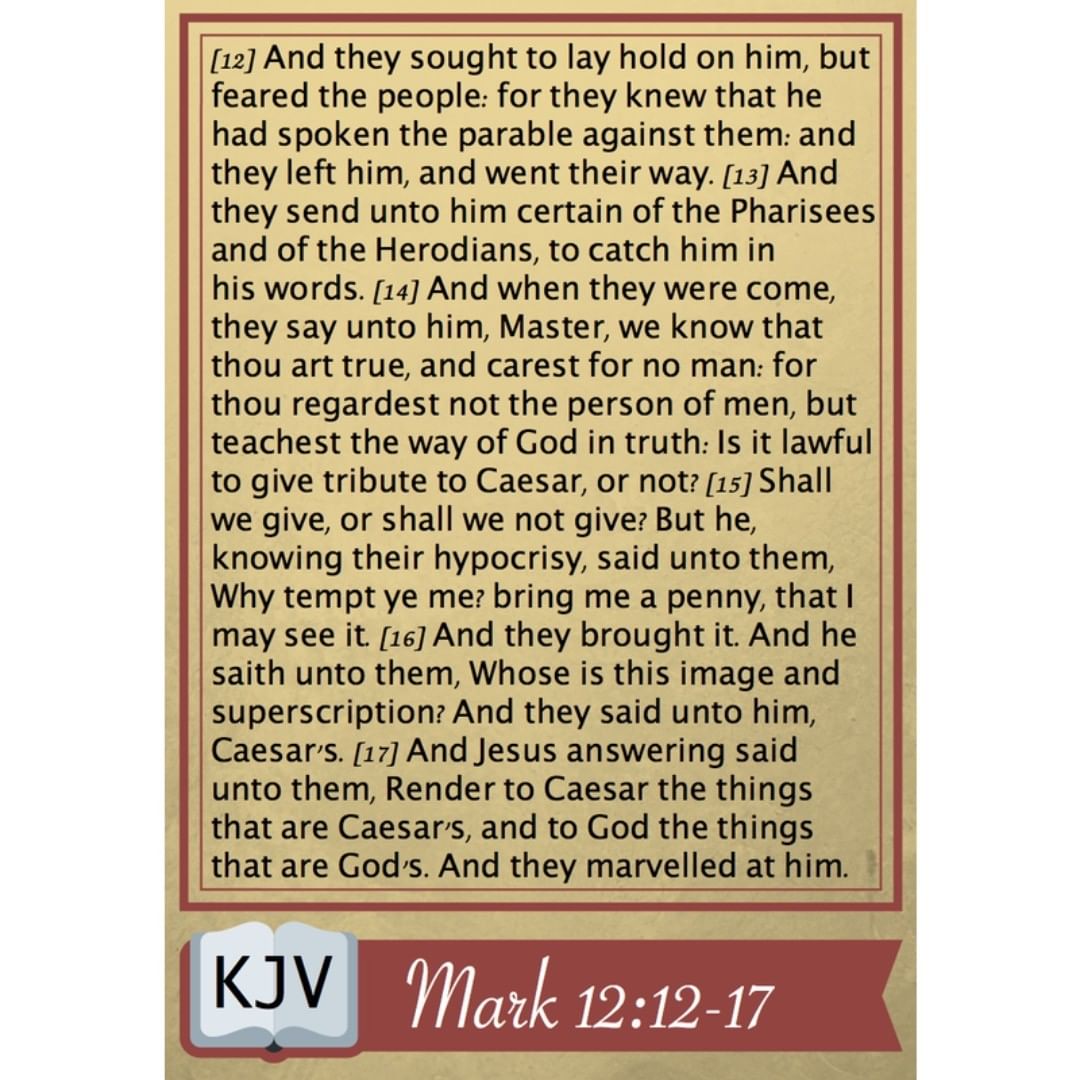 [12] And they sought to lay hold on him, but
feared the people: for they knew that he
had spoken the parable against them: and
they left him, and went their way. [13] And
they send unto him certain of the Pharisees
and of the Herodians, to catch him in
his words. [14] And when they were come,
they say unto him, Master, we know that
thou art true, and carest for no man: for
thou regardest not the person of men, but
teachest the way of God in truth: Is it lawful
to give tribute to Caesar, or not? [15] Shall
we give, or shall we not give? But he,
knowing their hypocrisy, said unto them,
Why tempt ye me? bring me a penny, that I
may see it. [16] And they brought it. And he
saith unto them, Whose is this image and
superscription? And they said unto him,
Caesar's. [17] And Jesus answering said
unto them, Render to Caesar the things
that are Caesar's, and to God the things
that are God's. And they marvelled at him.
KJV
Mark 12:12-17